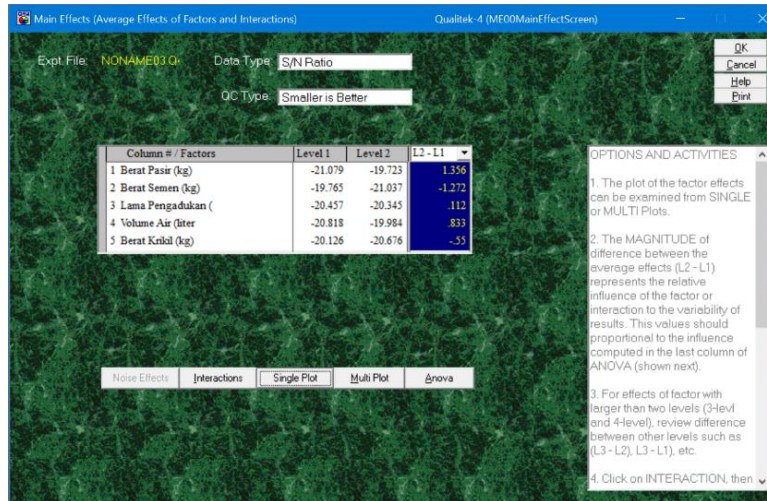 Main Effects (Average Effects of Factors and Interactions) Qualitek-4 (ME00MainEffectScreen)
Expt. File: NONAME03.Q Data Type: S/N Ratio
QC Type: Smaller is Better
OK
Cancel
Help
Print
Column # / Factors Level 1 Level 2 L2 - L1
1 Berat Pasir (kg) -21.079 -19.723 1.356
2 Berat Semen (kg) -19.765 -21.037 -1.272
3 Lama Pengadukan ( -20.457 -20.345 .112
4 Volume Air (liter -20.818 -19.984 .833
5 Berat Krikil (kg) -20.126 -20.676 -.55
Noise Effects Interactions Single Plot Multi Plot Anova
OPTIONS AND ACTIVITIES
1. The plot of the factor effects
can be examined from SINGLE
or MULTI Plots.
2. The MAGNITUDE of
difference between the
average effects (L2 - L1)
represents the relative
influence of the factor or
interaction to the variability of
results. This values should
proportional to the influence
computed in the last column of
ANOVA (shown next).
3. For effects of factor with
larger than two levels (3-levl
and 4-level), review difference
between other levels such as
(L3 - L2), L3 - L1), etc.
4. Click on INTERACTION, then